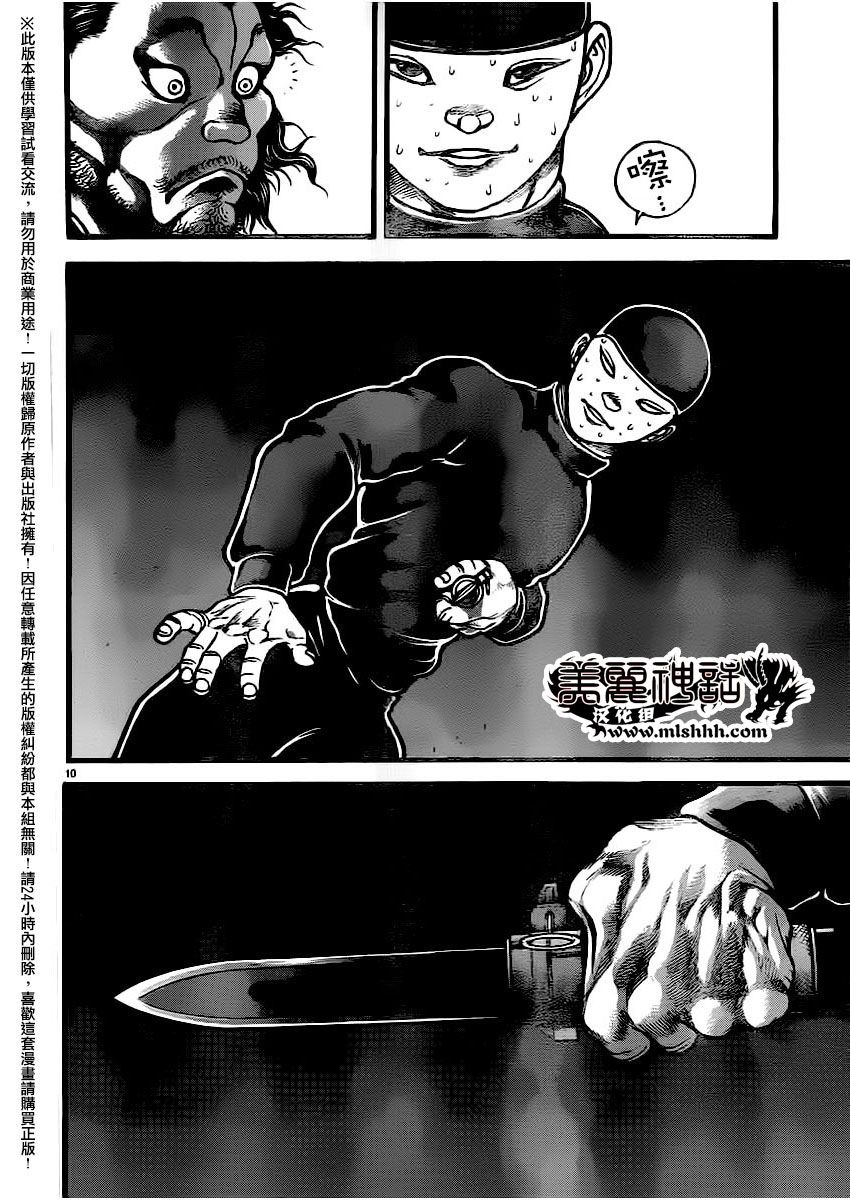 ※此版本僅供學習試看交流，請勿用於商業用途！一切版權歸原作者與出版社擁有！因任意轉載所產生的版權糾紛都與本組無關！請24小時內刪除，喜歡這套漫畫請購買正版！
嚓…
美麗神話
汉化组
www.mlshhh.com
10